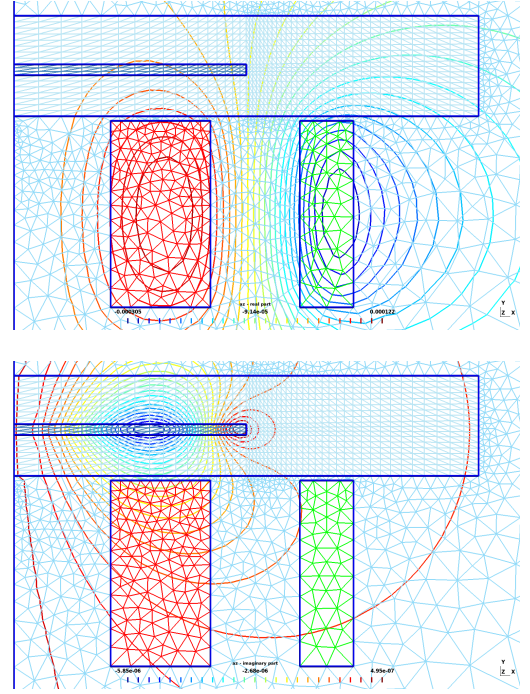 az - real part
-0.000305 -9.14e-05 0.000122
Y
Z X
az - imaginary part
-5.85e-06 -2.68e-06 4.95e-07
Y
Z X